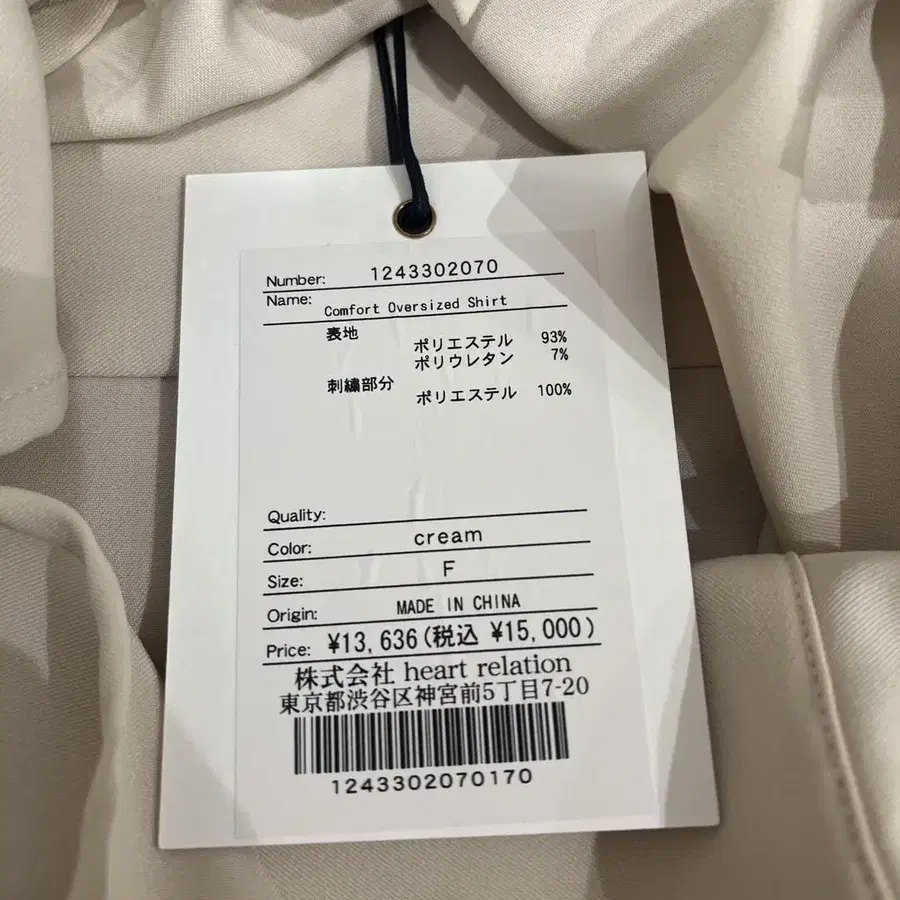 Number: 1243302070
Name: Comfort Oversized Shirt
表地
ポリエステル 93%
ポリウレタン 7%
刺繍部分
ポリエステル 100%
Quality:
Color: cream
Size: F
Origin: MADE IN CHINA
Price: ¥13,636(税込 ¥15,000)
株式会社 heart relation
東京都渋谷区神宮前5丁目7-20
1243302070170